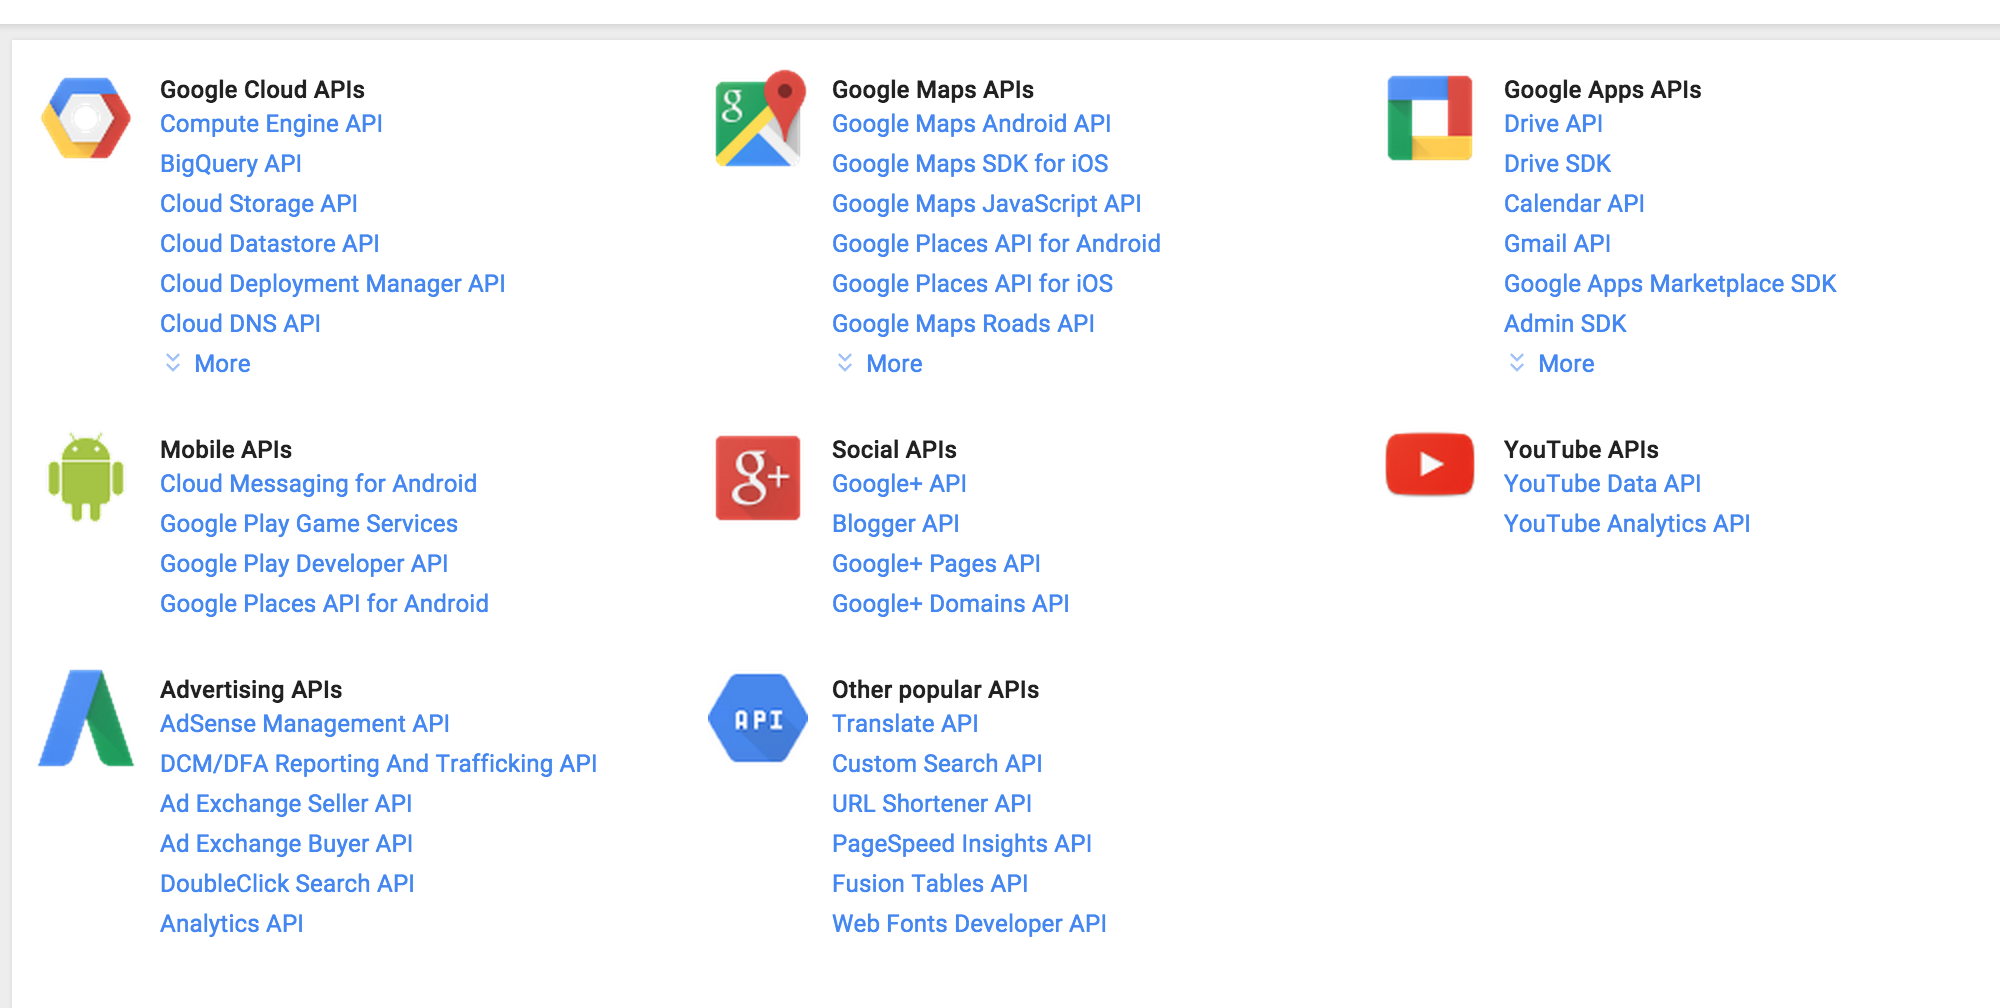 Google Cloud APIs
Compute Engine API
BigQuery API
Cloud Storage API
Cloud Datastore API
Cloud Deployment Manager API
Cloud DNS API
More
g
Google Maps APIs
Google Maps Android API
Google Maps SDK for iOS
Google Maps JavaScript API
Google Places API for Android
Google Places API for iOS
Google Maps Roads API
More
Google Apps APIs
Drive API
Drive SDK
Calendar API
Gmail API
Google Apps Marketplace SDK
Admin SDK
More
Mobile APIs
Cloud Messaging for Android
Google Play Game Services
Google Play Developer API
Google Places API for Android
g+
Social APIs
Google+ API
Blogger API
Google+ Pages API
Google+ Domains API
YouTube APIs
YouTube Data API
YouTube Analytics API
Advertising APIs
AdSense Management API
DCM/DFA Reporting And Trafficking API
Ad Exchange Seller API
Ad Exchange Buyer API
DoubleClick Search API
Analytics API
API
Other popular APIs
Translate API
Custom Search API
URL Shortener API
PageSpeed Insights API
Fusion Tables API
Web Fonts Developer API